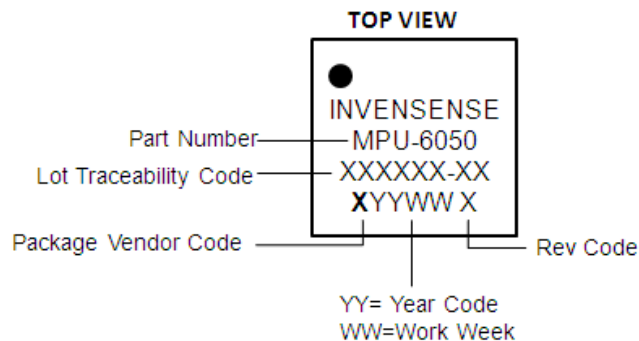 TOP VIEW
INVENSENSE
Part Number MPU-6050
Lot Traceability Code XXXXXX-XX
XYYWW X
Package Vendor Code
Rev Code
YY= Year Code
WW=Work Week